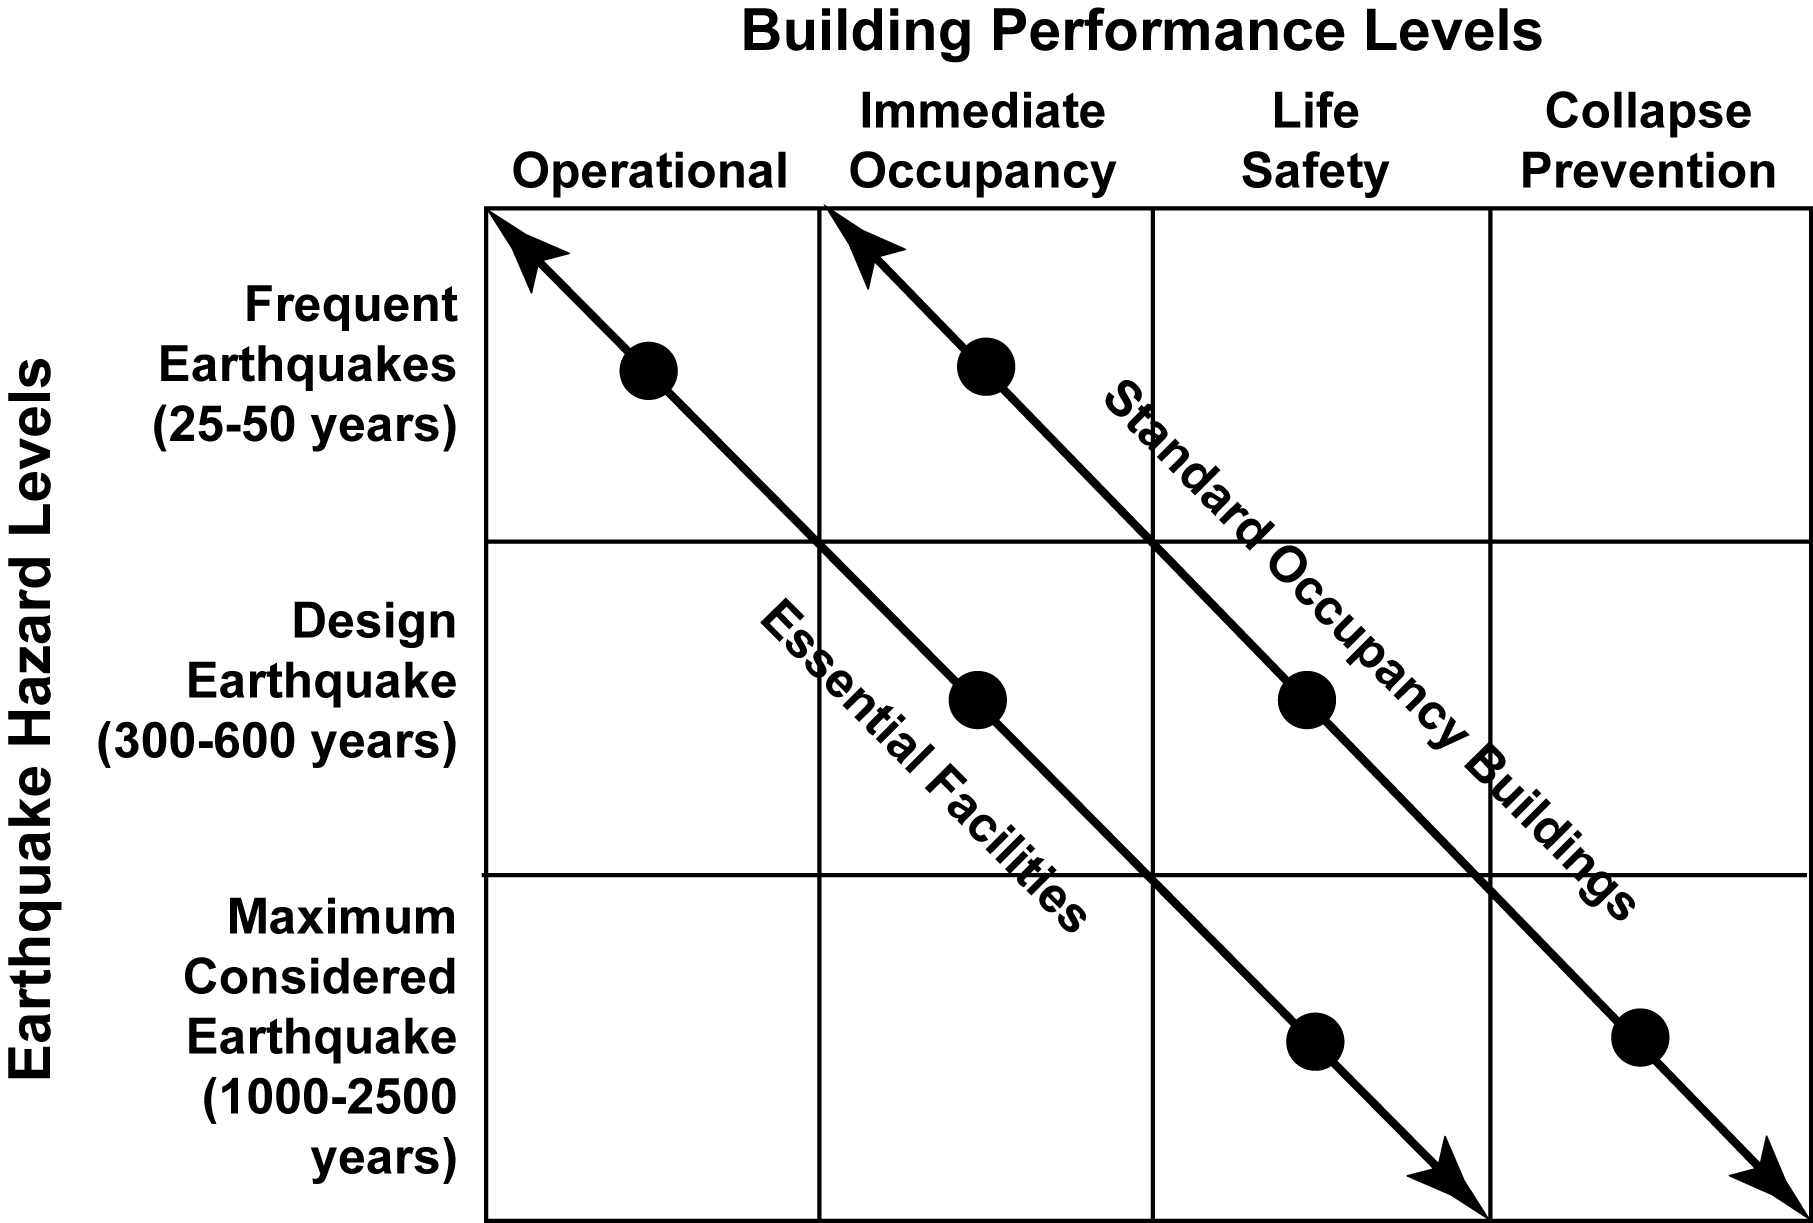 Building Performance Levels
Operational
Immediate
Occupancy
Life
Safety
Collapse
Prevention
Earthquake Hazard Levels
Frequent
Earthquakes
(25-50 years)
Design
Earthquake
(300-600 years)
Maximum
Considered
Earthquake
(1000-2500
years)
Standard Occupancy Buildings
Essential Facilities